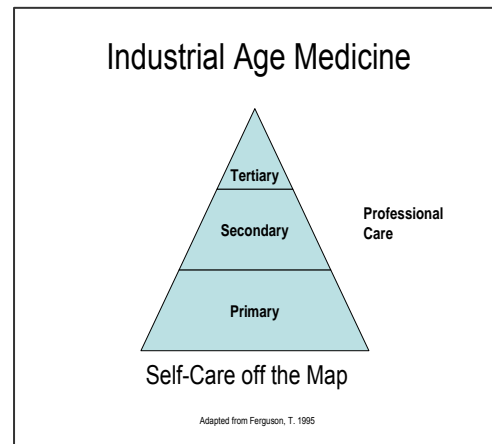 Industrial Age Medicine
Tertiary
Secondary
Professional
Care
Primary
Self-Care off the Map
Adapted from Ferguson, T. 1995